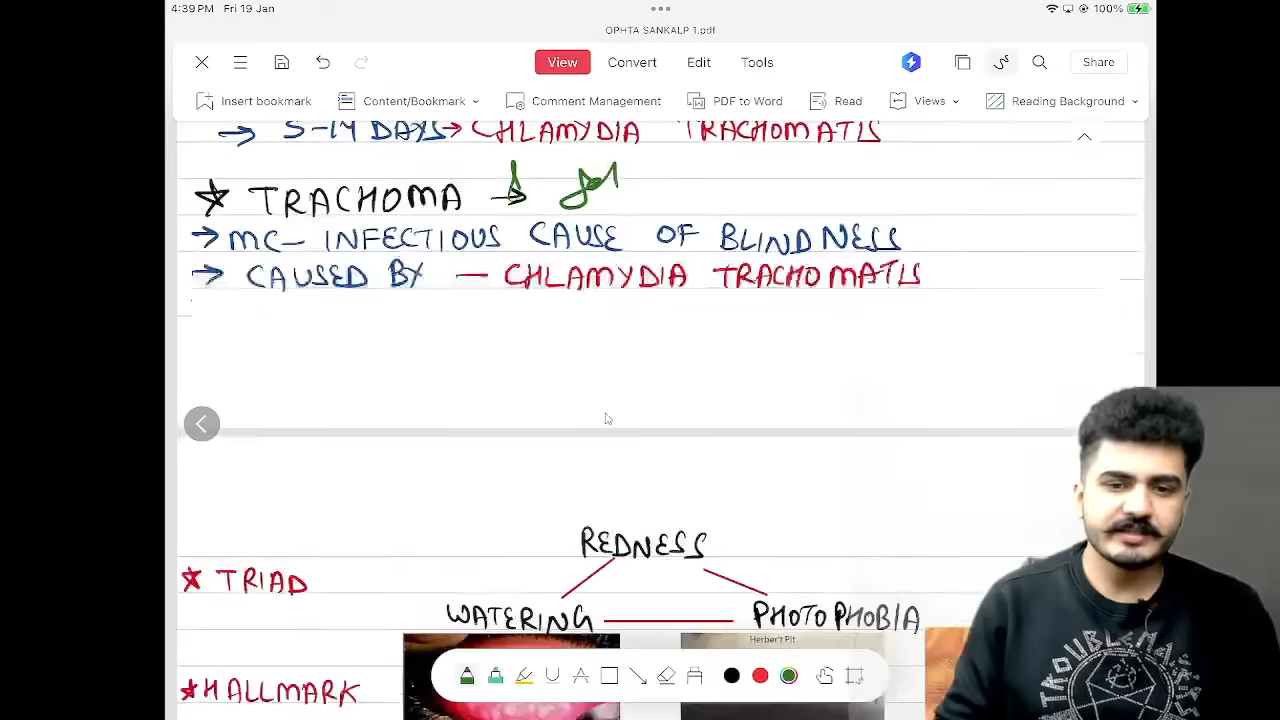 4:39 PM Fri 19 Jan
100%
OPHTA SANKALP 1.pdf
View Convert Edit Tools
Share
Insert bookmark Content/Bookmark Comment Management PDF to Word Read Views Reading Background
→ 5-14 DAYS → CHLAMYDIA TRACHOMATIS
★ TRACHOMA →
→ MC – INFECTIOUS CAUSE OF BLINDNESS
→ CAUSED BY — CHLAMYDIA TRACHOMATIS
REDNESS
★ TRIAD
WATERING — PHOTOPHOBIA
Herber's Pit
★ HALLMARK